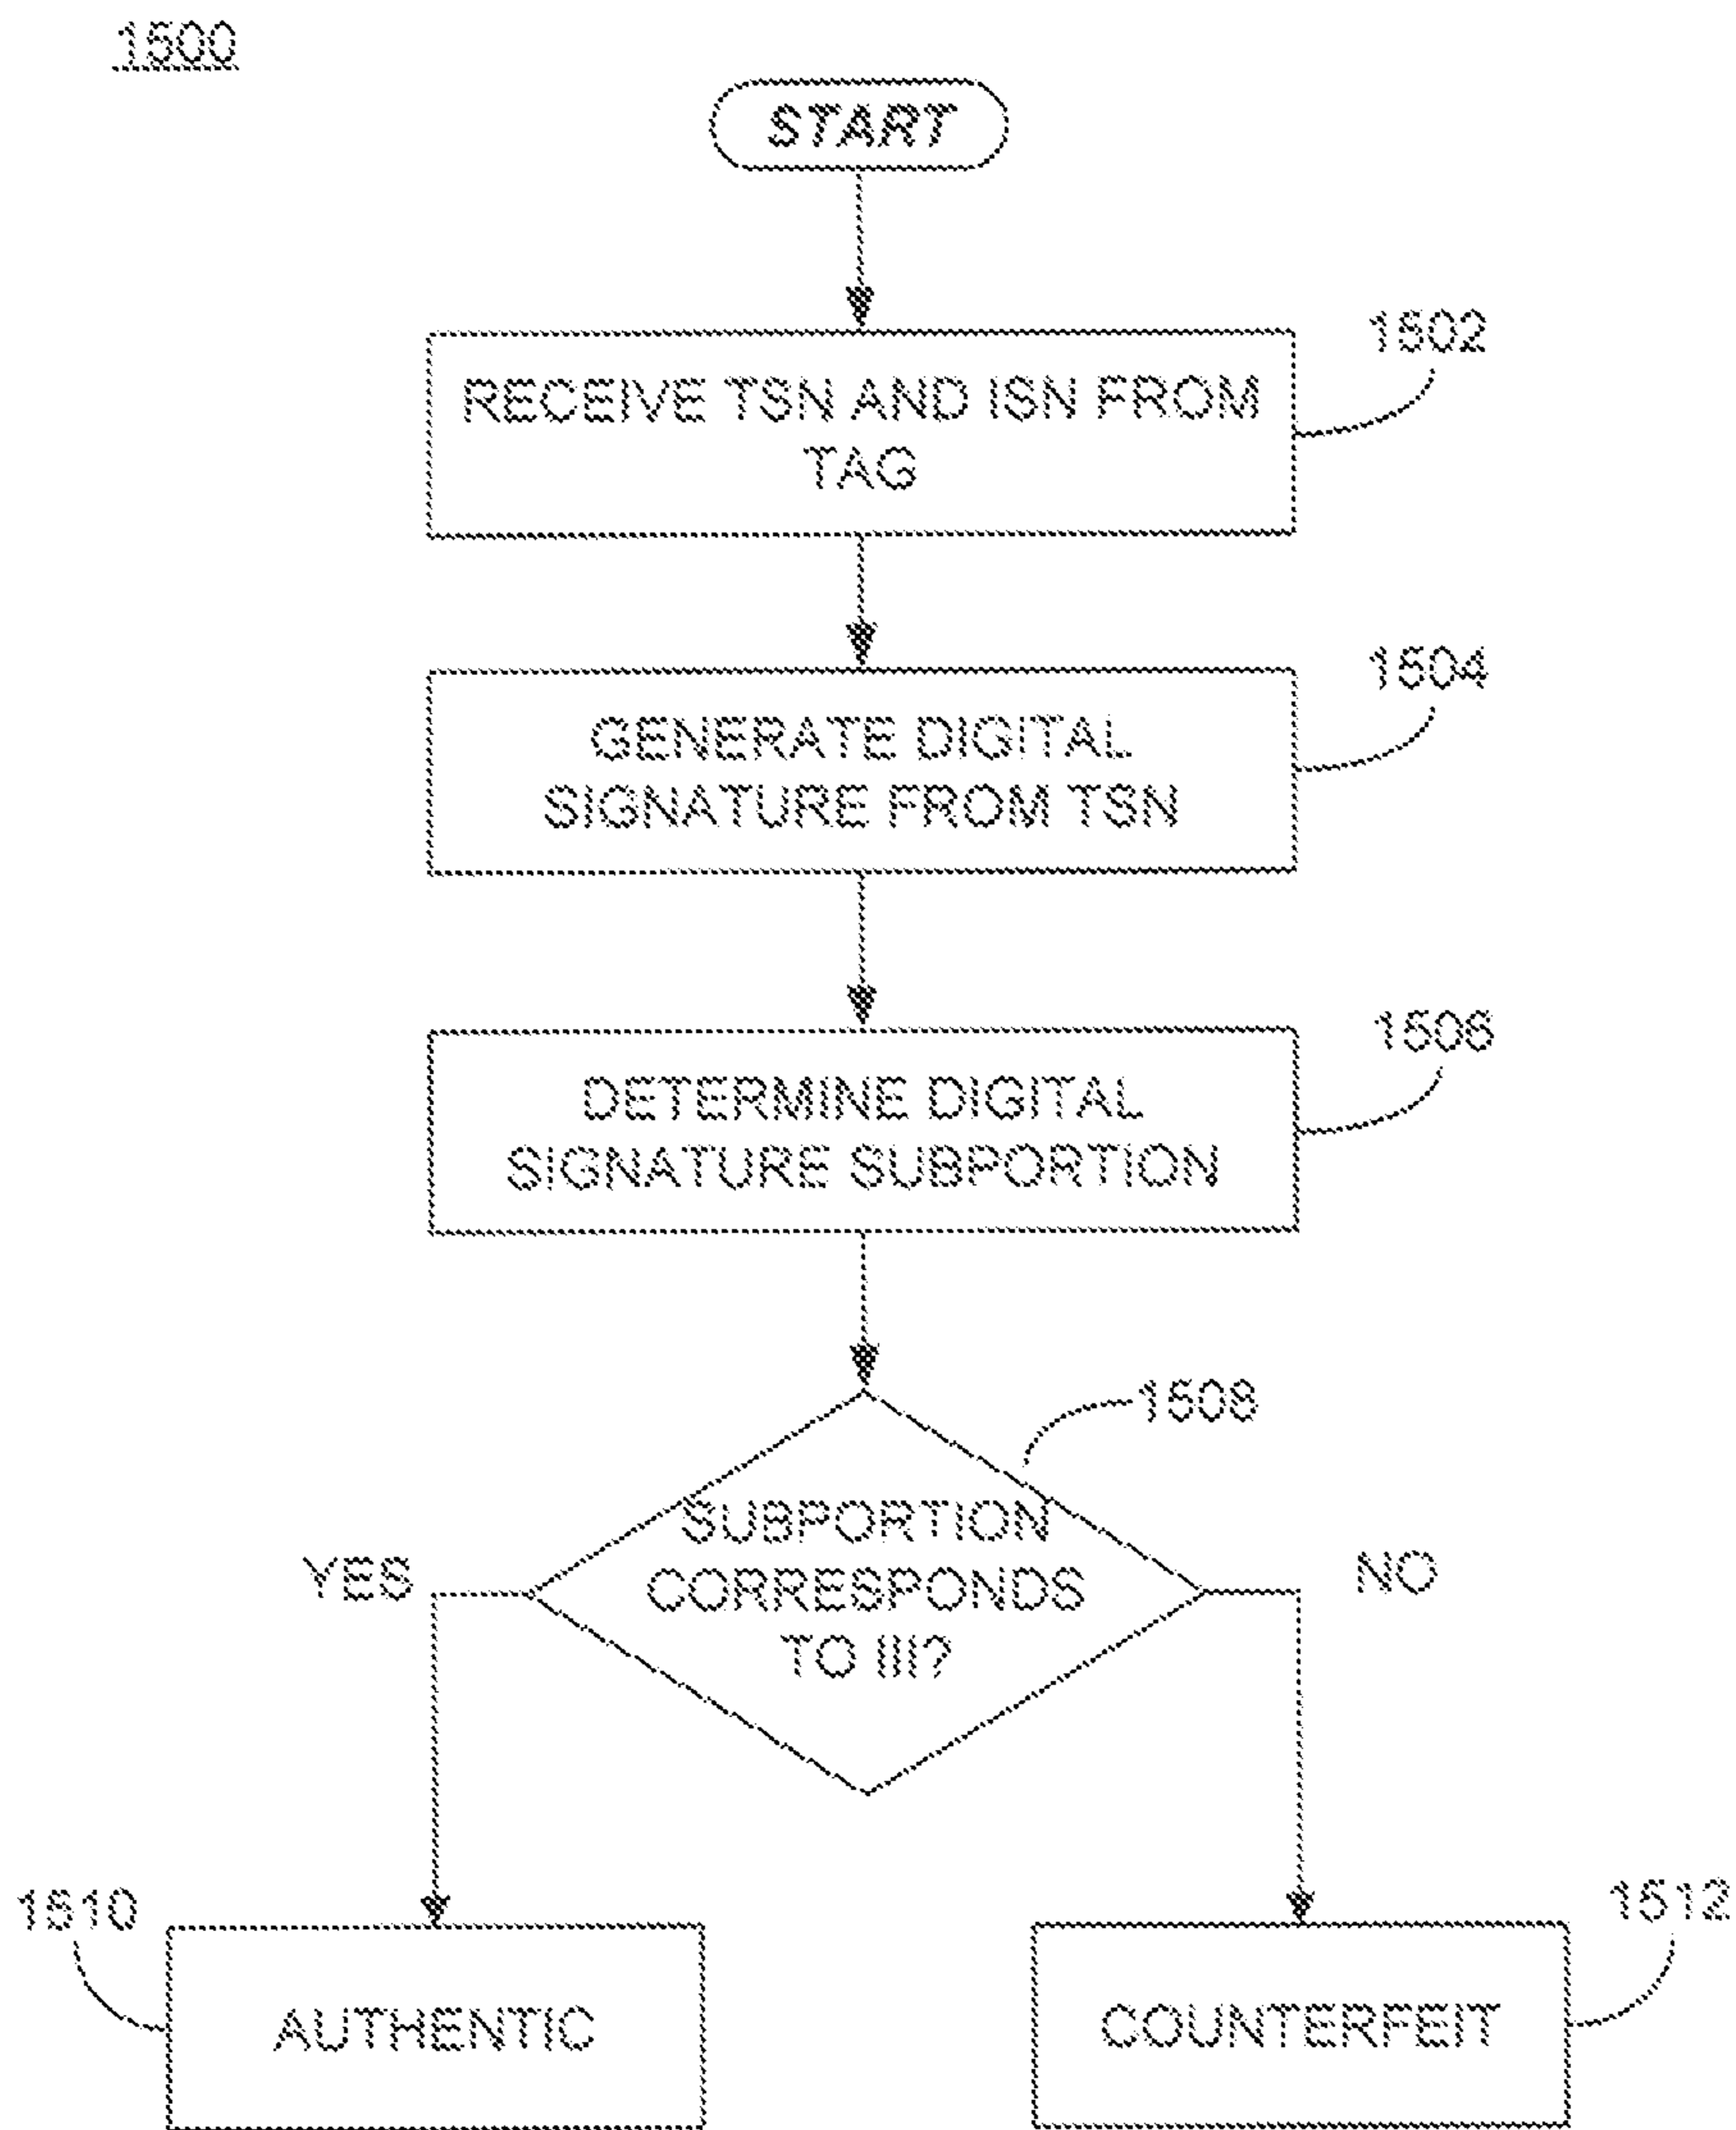 1500
START
1502
RECEIVE TSN AND ISN FROM
TAG
1504
GENERATE DIGITAL
SIGNATURE FROM TSN
1506
DETERMINE DIGITAL
SIGNATURE SUBPORTION
1508
SUBPORTION
CORRESPONDS
TO III?
YES
NO
1510
AUTHENTIC
1512
COUNTERFEIT